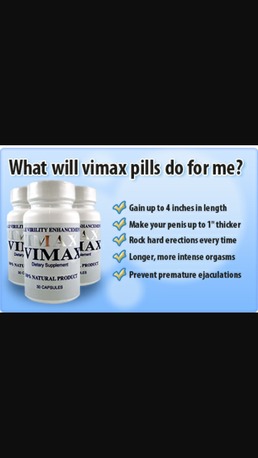 What will vimax pills do for me?
VIRILITY ENHANCEMENT
VIMAX
Dietary Supplement
NATURAL PRODUCT
60 CAPSULES
Gain up to 4 inches in length
Make your penis up to 1" thicker
Rock hard erections every time
Longer, more intense orgasms
Prevent premature ejaculations